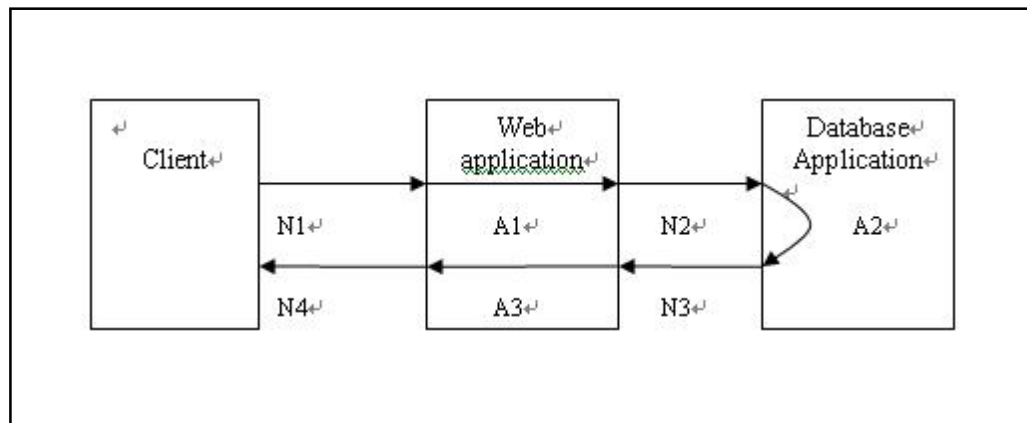 Client↵
Web↵
application↵
Database↵
Application↵
N1↵
A1↵
N2↵
A2↵
N4↵
A3↵
N3↵